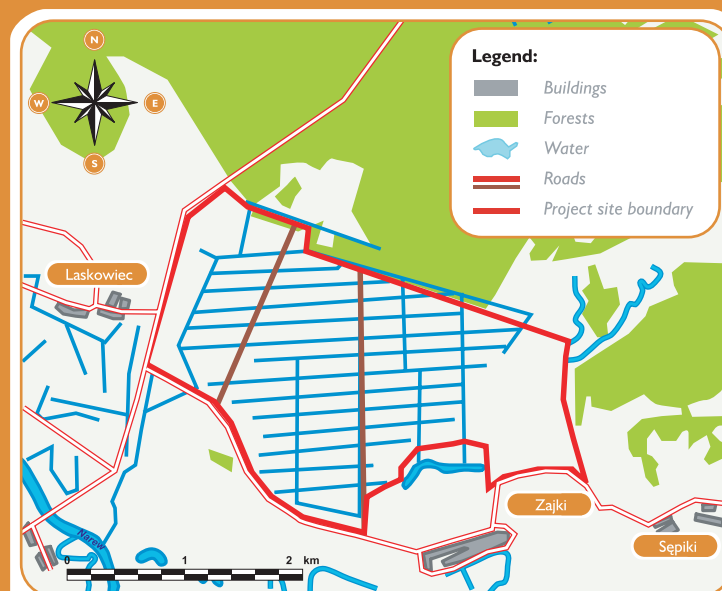 N
W
E
S
Legend:
Buildings
Forests
Water
Roads
Project site boundary
Laskowiec
Zajki
Sępiki
Narew
0 1 2 km